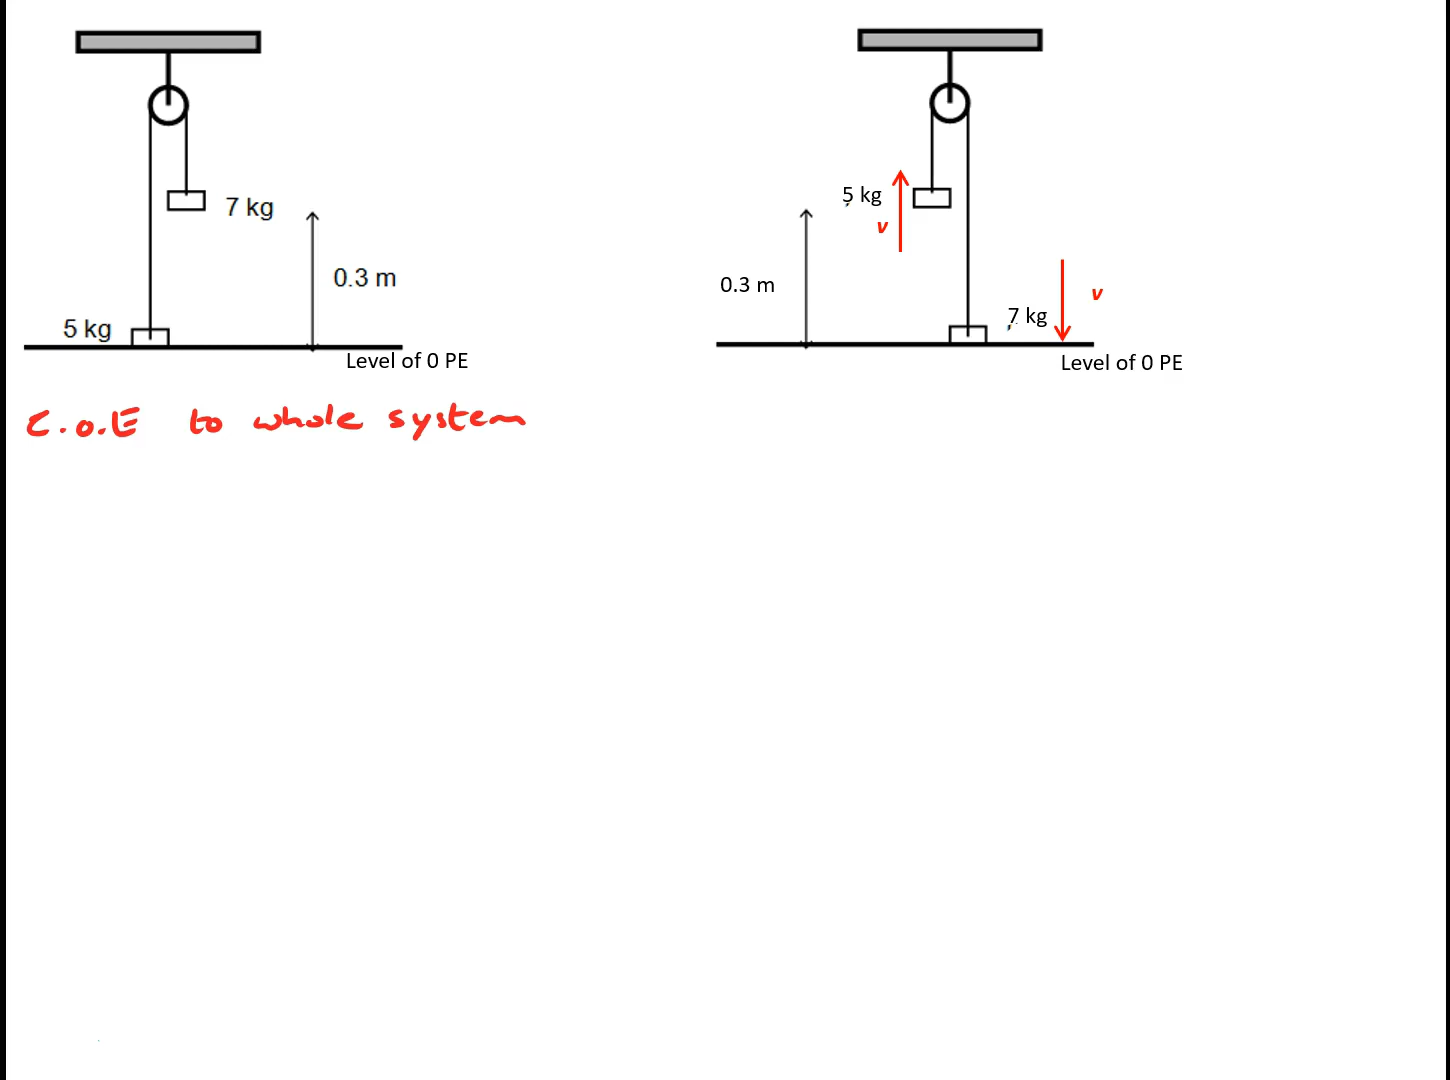 7 kg
0.3 m
5 kg
Level of 0 PE
5 kg
v
0.3 m
v
7 kg
Level of 0 PE
C.O.E to whole system